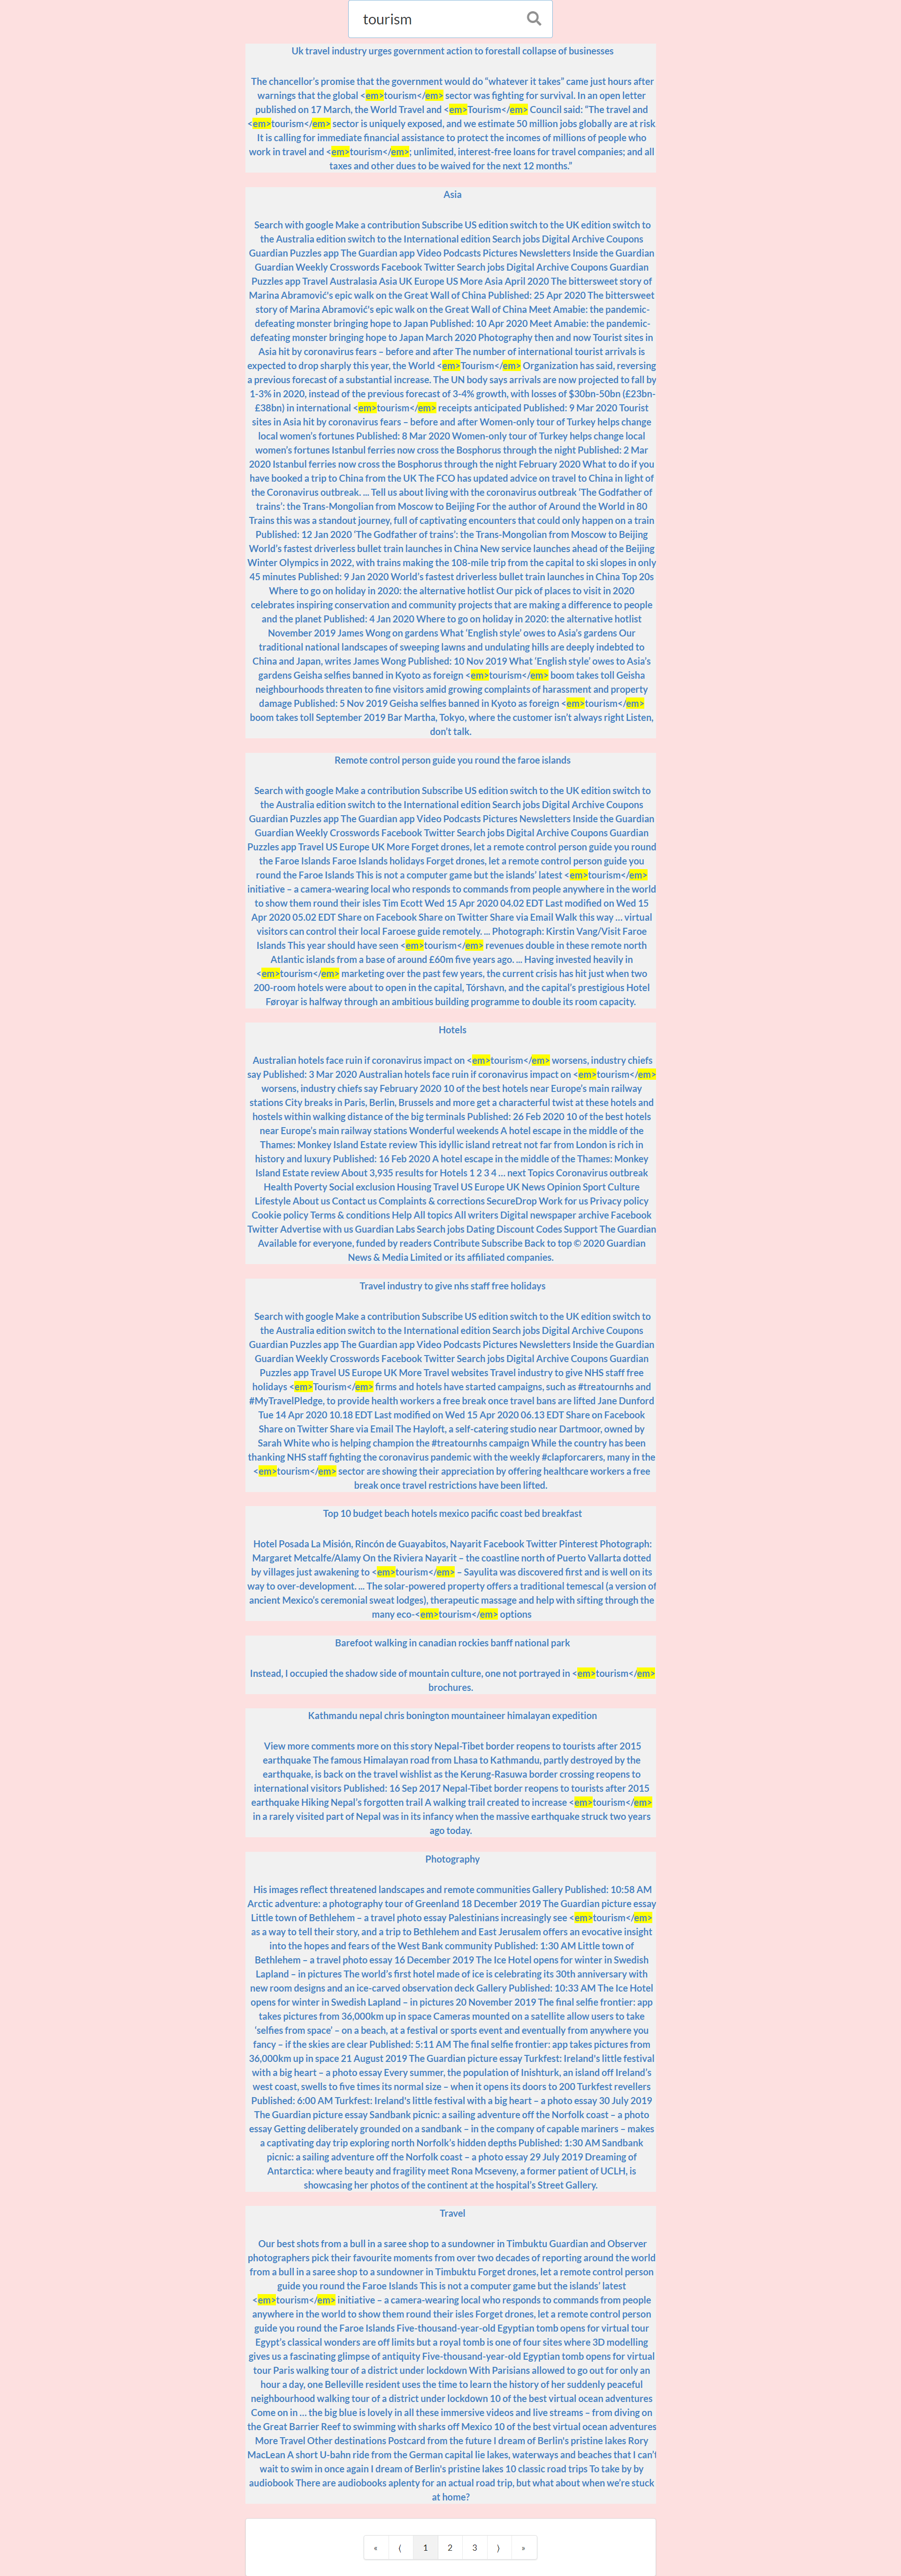 tourism
Uk travel industry urges government action to forestall collapse of businesses
The chancellor's promise that the government would do “whatever it takes” came just hours after
warnings that the global <em>tourism</em> sector was fighting for survival. In an open letter
published on 17 March, the World Travel and <em>Tourism</em> Council said: “The travel and
<em>tourism</em> sector is uniquely exposed, and we estimate 50 million jobs globally are at risk
It is calling for immediate financial assistance to protect the incomes of millions of people who
work in travel and <em>tourism</em>; unlimited, interest-free loans for travel companies; and all
taxes and other dues to be waived for the next 12 months.”
Asia
Search with google Make a contribution Subscribe US edition switch to the UK edition switch to
the Australia edition switch to the International edition Search jobs Digital Archive Coupons
Guardian Puzzles app The Guardian app Video Podcasts Pictures Newsletters Inside the Guardian
Guardian Weekly Crosswords Facebook Twitter Search jobs Digital Archive Coupons Guardian
Puzzles app Travel Australasia Asia UK Europe US More Asia April 2020 The bittersweet story of
Marina Abramović's epic walk on the Great Wall of China Published: 25 Apr 2020 The bittersweet
story of Marina Abramović's epic walk on the Great Wall of China Meet Amabie: the pandemic-
defeating monster bringing hope to Japan Published: 10 Apr 2020 Meet Amabie: the pandemic-
defeating monster bringing hope to Japan March 2020 Photography then and now Tourist sites in
Asia hit by coronavirus fears – before and after The number of international tourist arrivals is
expected to drop sharply this year, the World <em>Tourism</em> Organization has said, reversing
a previous forecast of a substantial increase. The UN body says arrivals are now projected to fall by
1-3% in 2020, instead of the previous forecast of 3-4% growth, with losses of $30bn-50bn (£23bn-
£38bn) in international <em>tourism</em> receipts anticipated Published: 9 Mar 2020 Tourist
sites in Asia hit by coronavirus fears – before and after Women-only tour of Turkey helps change
local women's fortunes Published: 8 Mar 2020 Women-only tour of Turkey helps change local
women's fortunes Istanbul ferries now cross the Bosphorus through the night Published: 2 Mar
2020 Istanbul ferries now cross the Bosphorus through the night February 2020 What to do if you
have booked a trip to China from the UK The FCO has updated advice on travel to China in light of
the Coronavirus outbreak. ... Tell us about living with the coronavirus outbreak ‘The Godfather of
trains’: the Trans-Mongolian from Moscow to Beijing For the author of Around the World in 80
Trains this was a standout journey, full of captivating encounters that could only happen on a train
Published: 12 Jan 2020 ‘The Godfather of trains’: the Trans-Mongolian from Moscow to Beijing
World’s fastest driverless bullet train launches in China New service launches ahead of the Beijing
Winter Olympics in 2022, with trains making the 108-mile trip from the capital to ski slopes in only
45 minutes Published: 9 Jan 2020 World’s fastest driverless bullet train launches in China Top 20s
Where to go on holiday in 2020: the alternative hotlist Our pick of places to visit in 2020
celebrates inspiring conservation and community projects that are making a difference to people
and the planet Published: 4 Jan 2020 Where to go on holiday in 2020: the alternative hotlist
November 2019 James Wong on gardens What ‘English style’ owes to Asia’s gardens Our
traditional national landscapes of sweeping lawns and undulating hills are deeply indebted to
China and Japan, writes James Wong Published: 10 Nov 2019 What ‘English style’ owes to Asia’s
gardens Geisha selfies banned in Kyoto as foreign <em>tourism</em> boom takes toll Geisha
neighbourhoods threaten to fine visitors amid growing complaints of harassment and property
damage Published: 5 Nov 2019 Geisha selfies banned in Kyoto as foreign <em>tourism</em>
boom takes toll September 2019 Bar Martha, Tokyo, where the customer isn’t always right Listen,
don’t talk.
Remote control person guide you round the faroe islands
Search with google Make a contribution Subscribe US edition switch to the UK edition switch to
the Australia edition switch to the International edition Search jobs Digital Archive Coupons
Guardian Puzzles app The Guardian app Video Podcasts Pictures Newsletters Inside the Guardian
Guardian Weekly Crosswords Facebook Twitter Search jobs Digital Archive Coupons Guardian
Puzzles app Travel US Europe UK More Forget drones, let a remote control person guide you round
the Faroe Islands Faroe Islands holidays Forget drones, let a remote control person guide you
round the Faroe Islands This is not a computer game but the islands’ latest <em>tourism</em>
initiative – a camera-wearing local who responds to commands from people anywhere in the world
to show them round their isles Tim Ecott Wed 15 Apr 2020 04.02 EDT Last modified on Wed 15
Apr 2020 05.02 EDT Share on Facebook Share on Twitter Share via Email Walk this way … virtual
visitors can control their local Faroese guide remotely. ... Photograph: Kirstin Vang/Visit Faroe
Islands This year should have seen <em>tourism</em> revenues double in these remote north
Atlantic islands from a base of around £60m five years ago. ... Having invested heavily in
<em>tourism</em> marketing over the past few years, the current crisis has hit just when two
200-room hotels were about to open in the capital, Tórshavn, and the capital’s prestigious Hotel
Føroyar is halfway through an ambitious building programme to double its room capacity.
Hotels
Australian hotels face ruin if coronavirus impact on <em>tourism</em> worsens, industry chiefs
say Published: 3 Mar 2020 Australian hotels face ruin if coronavirus impact on <em>tourism</em>
worsens, industry chiefs say February 2020 10 of the best hotels near Europe’s main railway
stations City breaks in Paris, Berlin, Brussels and more get a characterful twist at these hotels and
hostels within walking distance of the big terminals Published: 26 Feb 2020 10 of the best hotels
near Europe’s main railway stations Wonderful weekends A hotel escape in the middle of the
Thames: Monkey Island Estate review This idyllic island retreat not far from London is rich in
history and luxury Published: 16 Feb 2020 A hotel escape in the middle of the Thames: Monkey
Island Estate review About 3,935 results for Hotels 1 2 3 4 … next Topics Coronavirus outbreak
Health Poverty Social exclusion Housing Travel US Europe UK News Opinion Sport Culture
Lifestyle About us Contact us Complaints & corrections SecureDrop Work for us Privacy policy
Cookie policy Terms & conditions Help All topics All writers Digital newspaper archive Facebook
Twitter Advertise with us Guardian Labs Search jobs Dating Discount Codes Support The Guardian
Available for everyone, funded by readers Contribute Subscribe Back to top © 2020 Guardian
News & Media Limited or its affiliated companies.
Travel industry to give nhs staff free holidays
Search with google Make a contribution Subscribe US edition switch to the UK edition switch to
the Australia edition switch to the International edition Search jobs Digital Archive Coupons
Guardian Puzzles app The Guardian app Video Podcasts Pictures Newsletters Inside the Guardian
Guardian Weekly Crosswords Facebook Twitter Search jobs Digital Archive Coupons Guardian
Puzzles app Travel US Europe UK More Travel websites Travel industry to give NHS staff free
holidays <em>Tourism</em> firms and hotels have started campaigns, such as #treatournhs and
#MyTravelPledge, to provide health workers a free break once travel bans are lifted Jane Dunford
Tue 14 Apr 2020 10.18 EDT Last modified on Wed 15 Apr 2020 06.13 EDT Share on Facebook
Share on Twitter Share via Email The Hayloft, a self-catering studio near Dartmoor, owned by
Sarah White who is helping champion the #treatournhs campaign While the country has been
thanking NHS staff fighting the coronavirus pandemic with the weekly #clapforcarers, many in the
<em>tourism</em> sector are showing their appreciation by offering healthcare workers a free
break once travel restrictions have been lifted.
Top 10 budget beach hotels mexico pacific coast bed breakfast
Hotel Posada La Misión, Rincón de Guayabitos, Nayarit Facebook Twitter Pinterest Photograph:
Margaret Metcalfe/Alamy On the Riviera Nayarit – the coastline north of Puerto Vallarta dotted
by villages just awakening to <em>tourism</em> – Sayulita was discovered first and is well on its
way to over-development. ... The solar-powered property offers a traditional temescal (a version of
ancient Mexico’s ceremonial sweat lodges), therapeutic massage and help with sifting through the
many eco-<em>tourism</em> options
Barefoot walking in canadian rockies banff national park
Instead, I occupied the shadow side of mountain culture, one not portrayed in <em>tourism</em>
brochures.
Kathmandu nepal chris bonington mountaineer himalayan expedition
View more comments more on this story Nepal-Tibet border reopens to tourists after 2015
earthquake The famous Himalayan road from Lhasa to Kathmandu, partly destroyed by the
earthquake, is back on the travel wishlist as the Kerung-Rasuwa border crossing reopens to
international visitors Published: 16 Sep 2017 Nepal-Tibet border reopens to tourists after 2015
earthquake Hiking Nepal’s forgotten trail A walking trail created to increase <em>tourism</em>
in a rarely visited part of Nepal was in its infancy when the massive earthquake struck two years
ago today.
Photography
His images reflect threatened landscapes and remote communities Gallery Published: 10:58 AM
Arctic adventure: a photography tour of Greenland 18 December 2019 The Guardian picture essay
Little town of Bethlehem – a travel photo essay Palestinians increasingly see <em>tourism</em>
as a way to tell their story, and a trip to Bethlehem and East Jerusalem offers an evocative insight
into the hopes and fears of the West Bank community Published: 1:30 AM Little town of
Bethlehem – a travel photo essay 16 December 2019 The Ice Hotel opens for winter in Swedish
Lapland – in pictures The world’s first hotel made of ice is celebrating its 30th anniversary with
new room designs and an ice-carved observation deck Gallery Published: 10:33 AM The Ice Hotel
opens for winter in Swedish Lapland – in pictures 20 November 2019 The final selfie frontier: app
takes pictures from 36,000km up in space Cameras mounted on a satellite allow users to take
‘selfies from space’ – on a beach, at a festival or sports event and eventually from anywhere you
fancy – if the skies are clear Published: 5:11 AM The final selfie frontier: app takes pictures from
36,000km up in space 21 August 2019 The Guardian picture essay Turkfest: Ireland's little festival
with a big heart – a photo essay Every summer, the population of Inishturk, an island off Ireland’s
west coast, swells to five times its normal size – when it opens its doors to 200 Turkfest revellers
Published: 6:00 AM Turkfest: Ireland's little festival with a big heart – a photo essay 30 July 2019
The Guardian picture essay Sandbank picnic: a sailing adventure off the Norfolk coast – a photo
essay Getting deliberately grounded on a sandbank – in the company of capable mariners – makes
a captivating day trip exploring north Norfolk’s hidden depths Published: 1:30 AM Sandbank
picnic: a sailing adventure off the Norfolk coast – a photo essay 29 July 2019 Dreaming of
Antarctica: where beauty and fragility meet Rona Mcseveny, a former patient of UCLH, is
showcasing her photos of the continent at the hospital’s Street Gallery.
Travel
Our best shots from a bull in a saree shop to a sundowner in Timbuktu Guardian and Observer
photographers pick their favourite moments from over two decades of reporting around the world
from a bull in a saree shop to a sundowner in Timbuktu Forget drones, let a remote control person
guide you round the Faroe Islands This is not a computer game but the islands’ latest
<em>tourism</em> initiative – a camera-wearing local who responds to commands from people
anywhere in the world to show them round their isles Forget drones, let a remote control person
guide you round the Faroe Islands Five-thousand-year-old Egyptian tomb opens for virtual tour
Egypt’s classical wonders are off limits but a royal tomb is one of four sites where 3D modelling
gives us a fascinating glimpse of antiquity Five-thousand-year-old Egyptian tomb opens for virtual
tour Paris walking tour of a district under lockdown With Parisians allowed to go out for only an
hour a day, one Belleville resident uses the time to learn the history of her suddenly peaceful
neighbourhood walking tour of a district under lockdown 10 of the best virtual ocean adventures
Come on in … the big blue is lovely in all these immersive videos and live streams – from diving on
the Great Barrier Reef to swimming with sharks off Mexico 10 of the best virtual ocean adventures
More Travel Other destinations Postcard from the future I dream of Berlin's pristine lakes Rory
MacLean A short U-bahn ride from the German capital lie lakes, waterways and beaches that I can’t
wait to swim in once again I dream of Berlin's pristine lakes 10 classic road trips To take by by
audiobook There are audiobooks aplenty for an actual road trip, but what about when we’re stuck
at home?
« ⟨ 1 2 3 ⟩ »